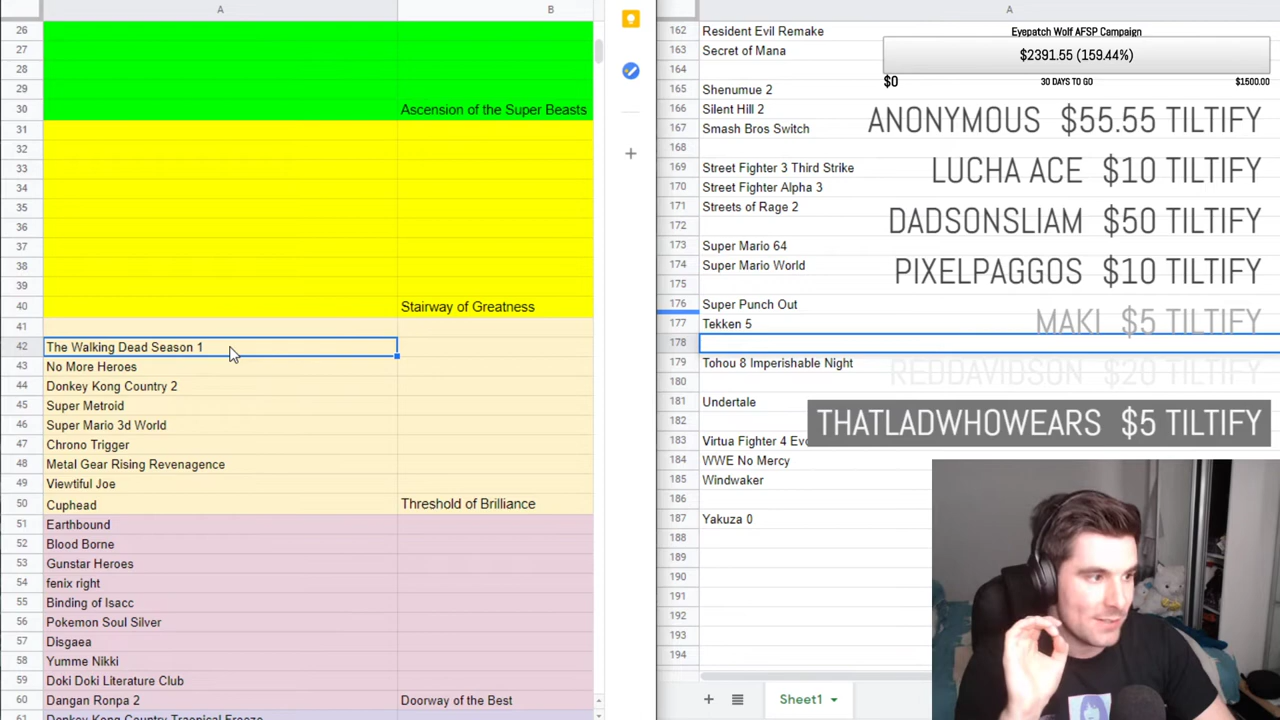 A
B
26
27
28
29
30
Ascension of the Super Beasts
31
32
33
34
35
36
37
38
39
40
Stairway of Greatness
41
42
The Walking Dead Season 1
43
No More Heroes
44
Donkey Kong Country 2
45
Super Metroid
46
Super Mario 3d World
47
Chrono Trigger
48
Metal Gear Rising Revenagence
49
Viewtiful Joe
50
Cuphead
Threshold of Brilliance
51
Earthbound
52
Blood Borne
53
Gunstar Heroes
54
fenix right
55
Binding of Isacc
56
Pokemon Soul Silver
57
Disgaea
58
Yumme Nikki
59
Doki Doki Literature Club
60
Dangan Ronpa 2
Doorway of the Best
61
Donkey Kong Country Traopical Freeze
A
162
Resident Evil Remake
163
Secret of Mana
164
165
Shenumue 2
166
Silent Hill 2
167
Smash Bros Switch
168
169
Street Fighter 3 Third Strike
170
Street Fighter Alpha 3
171
Streets of Rage 2
172
173
Super Mario 64
174
Super Mario World
175
176
Super Punch Out
177
Tekken 5
178
179
Tohou 8 Imperishable Night
180
181
Undertale
182
183
Virtua Fighter 4 Evo
184
WWE No Mercy
185
Windwaker
186
187
Yakuza 0
188
189
190
191
192
193
194
Sheet1
Eyepatch Wolf AFSP Campaign
$2391.55 (159.44%)
$0
30 DAYS TO GO
$1500.00
ANONYMOUS $55.55 TILTIFY
LUCHA ACE $10 TILTIFY
DADSONSLIAM $50 TILTIFY
PIXELPAGGOS $10 TILTIFY
MAKI $5 TILTIFY
REDDAVIDSON $20 TILTIFY
THATLADWHOWEARS $5 TILTIFY